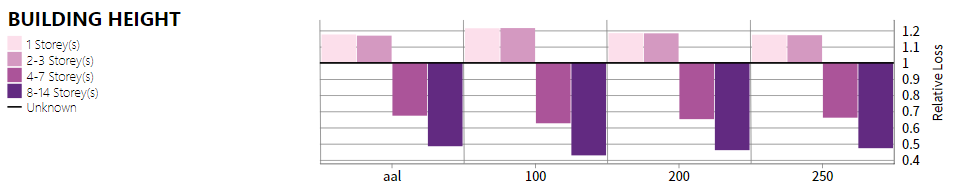 BUILDING HEIGHT
1 Storey(s)
2-3 Storey(s)
4-7 Storey(s)
8-14 Storey(s)
Unknown
1.2
1.1
1
0.9
0.8
0.7
0.6
0.5
0.4
Relative Loss
aal 100 200 250